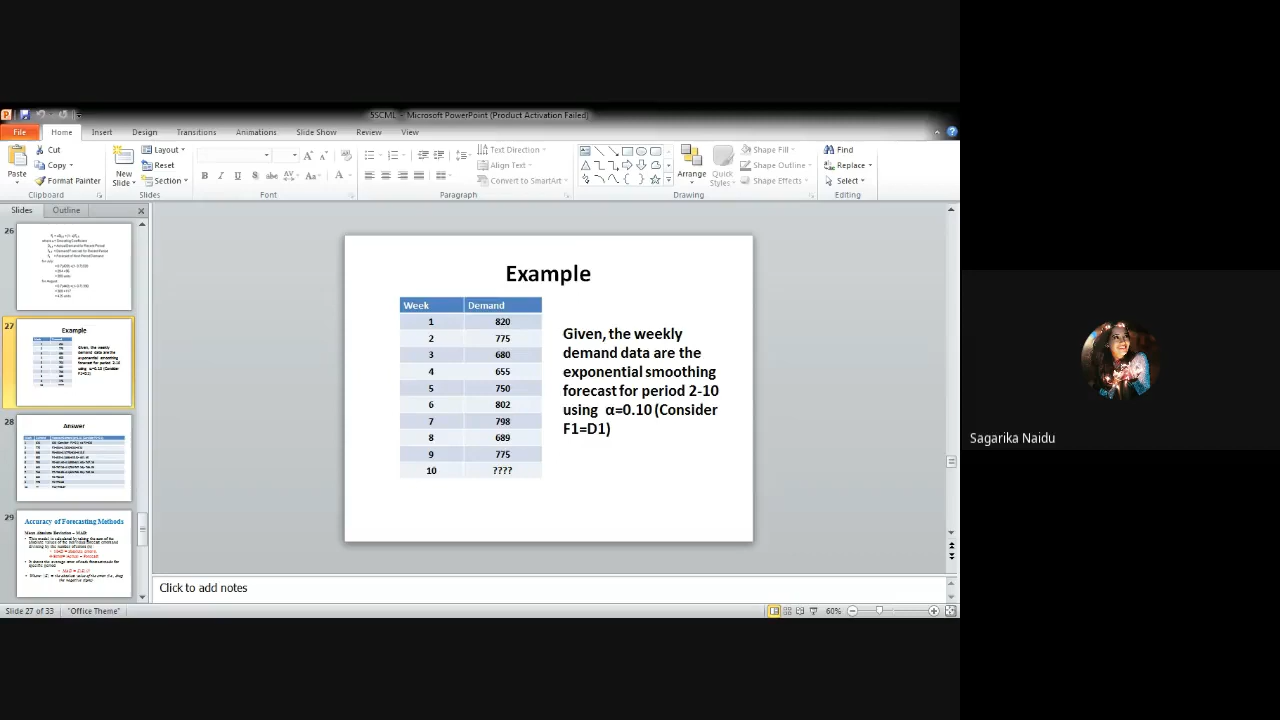 5SCML - Microsoft PowerPoint (Product Activation Failed)
File Home Insert Design Transitions Animations Slide Show Review View
Paste
Cut
Copy
Format Painter
Clipboard
New Slide
Layout
Reset
Section
Slides
Font
Paragraph
Text Direction
Align Text
Convert to SmartArt
Arrange
Quick Styles
Shape Fill
Shape Outline
Shape Effects
Drawing
Find
Replace
Select
Editing
Slides Outline
26
27
Example
28
Answer
29
Accuracy of Forecasting Methods
Example
Week Demand
1 820
2 775
3 680
4 655
5 750
6 802
7 798
8 689
9 775
10 ????
Given, the weekly
demand data are the
exponential smoothing
forecast for period 2-10
using α=0.10 (Consider
F1=D1)
Click to add notes
Slide 27 of 33 "Office Theme" 60%
Sagarika Naidu